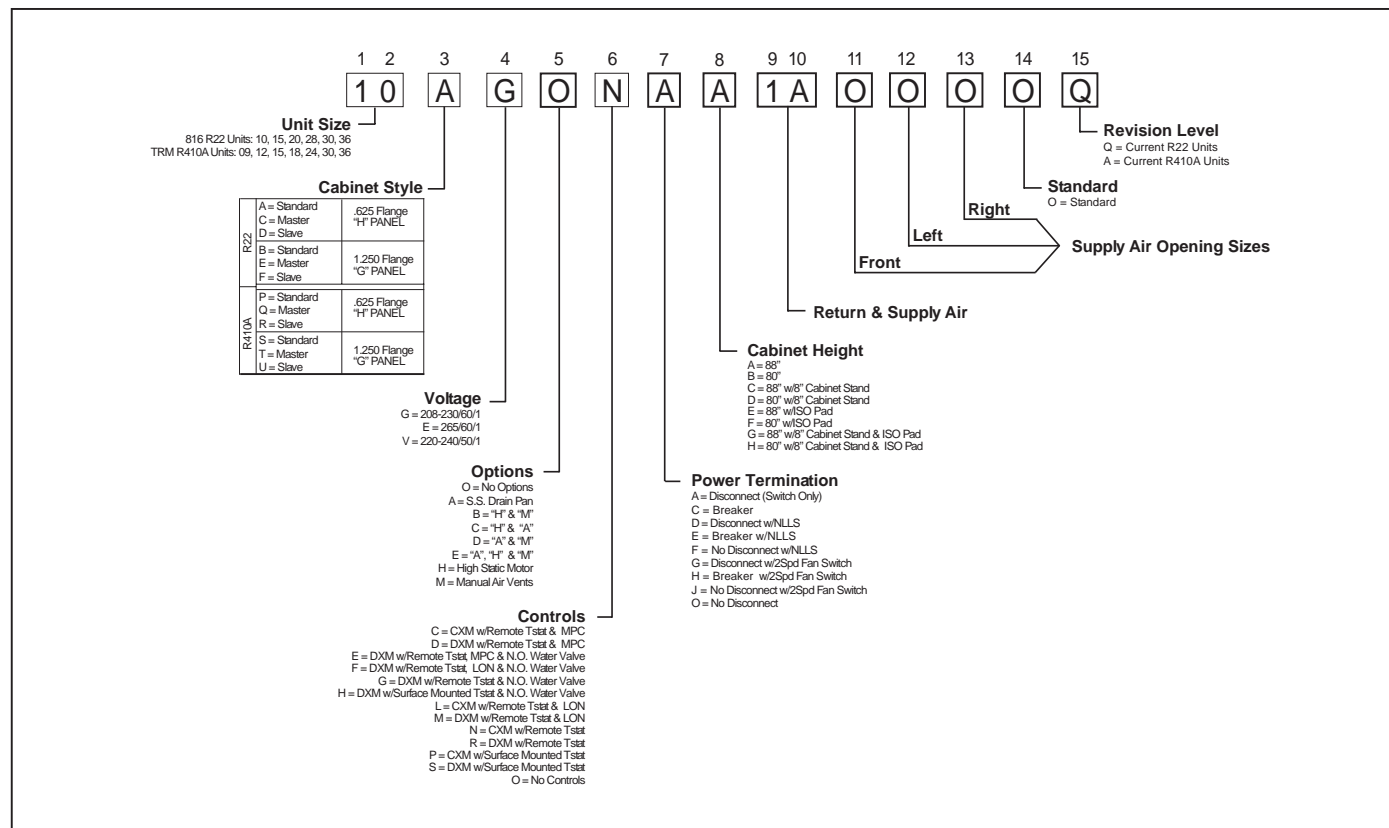 1 2 3 4 5 6 7 8 9 10 11 12 13 14 15
1 0 A G O N A A 1 A O O O O Q
Unit Size
816 R22 Units: 10, 15, 20, 28, 30, 36
TRM R410A Units: 09, 12, 15, 18, 24, 30, 36
Revision Level
Q = Current R22 Units
A = Current R410A Units
Standard
O = Standard
Right
Left
Front
Supply Air Opening Sizes
Return & Supply Air
Cabinet Style
R22
A = Standard
C = Master
D = Slave
.625 Flange
"H" PANEL
B = Standard
E = Master
F = Slave
1.250 Flange
"G" PANEL
R410A
P = Standard
Q = Master
R = Slave
.625 Flange
"H" PANEL
S = Standard
T = Master
U = Slave
1.250 Flange
"G" PANEL
Cabinet Height
A = 88"
B = 80"
C = 88" w/8" Cabinet Stand
D = 80" w/8" Cabinet Stand
E = 88" w/ISO Pad
F = 80" w/ISO Pad
G = 88" w/8" Cabinet Stand & ISO Pad
H = 80" w/8" Cabinet Stand & ISO Pad
Voltage
G = 208-230/60/1
E = 265/60/1
V = 220-240/50/1
Options
O = No Options
A = S.S. Drain Pan
B = "H" & "M"
C = "H" & "A"
D = "A" & "M"
E = "A", "H" & "M"
H = High Static Motor
M = Manual Air Vents
Power Termination
A = Disconnect (Switch Only)
C = Breaker
D = Disconnect w/NLLS
E = Breaker w/NLLS
F = No Disconnect w/NLLS
G = Disconnect w/2Spd Fan Switch
H = Breaker w/2Spd Fan Switch
J = No Disconnect w/2Spd Fan Switch
O = No Disconnect
Controls
C = CXM w/Remote Tstat & MPC
D = DXM w/Remote Tstat & MPC
E = DXM w/Remote Tstat, MPC & N.O. Water Valve
F = DXM w/Remote Tstat, LON & N.O. Water Valve
G = DXM w/Remote Tstat & N.O. Water Valve
H = DXM w/Surface Mounted Tstat & N.O. Water Valve
L = CXM w/Remote Tstat & LON
M = DXM w/Remote Tstat & LON
N = CXM w/Remote Tstat
R = DXM w/Remote Tstat
P = CXM w/Surface Mounted Tstat
S = DXM w/Surface Mounted Tstat
O = No Controls